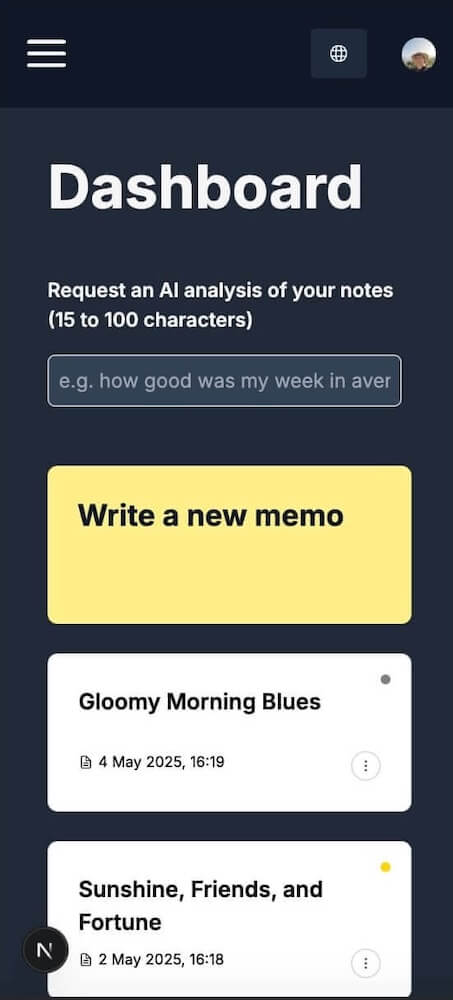 Dashboard
Request an AI analysis of your notes
(15 to 100 characters)
e.g. how good was my week in aver
Write a new memo
Gloomy Morning Blues
4 May 2025, 16:19
Sunshine, Friends, and
Fortune
N
2 May 2025, 16:18